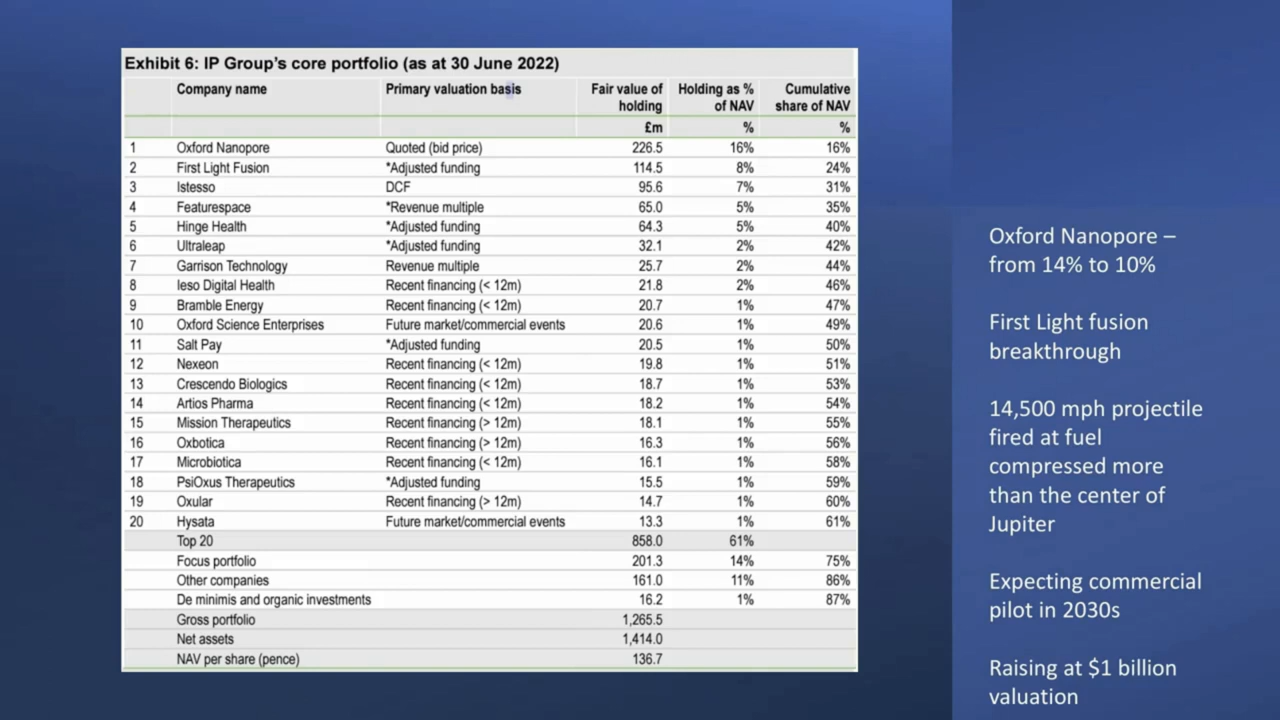 Exhibit 6: IP Group's core portfolio (as at 30 June 2022)
Company name Primary valuation basis Fair value of holding Holding as % of NAV Cumulative share of NAV
£m % %
1 Oxford Nanopore Quoted (bid price) 226.5 16% 16%
2 First Light Fusion *Adjusted funding 114.5 8% 24%
3 Istesso DCF 95.6 7% 31%
4 Featurespace *Revenue multiple 65.0 5% 35%
5 Hinge Health *Adjusted funding 64.3 5% 40%
6 Ultraleap *Adjusted funding 32.1 2% 42%
7 Garrison Technology Revenue multiple 25.7 2% 44%
8 Ieso Digital Health Recent financing (< 12m) 21.8 2% 46%
9 Bramble Energy Recent financing (< 12m) 20.7 1% 47%
10 Oxford Science Enterprises Future market/commercial events 20.6 1% 49%
11 Salt Pay *Adjusted funding 20.5 1% 50%
12 Nexeon Recent financing (< 12m) 19.8 1% 51%
13 Crescendo Biologics Recent financing (< 12m) 18.7 1% 53%
14 Artios Pharma Recent financing (< 12m) 18.2 1% 54%
15 Mission Therapeutics Recent financing (> 12m) 18.1 1% 55%
16 Oxbotica Recent financing (> 12m) 16.3 1% 56%
17 Microbiotica Recent financing (< 12m) 16.1 1% 58%
18 PsiOxus Therapeutics *Adjusted funding 15.5 1% 59%
19 Oxular Recent financing (> 12m) 14.7 1% 60%
20 Hysata Future market/commercial events 13.3 1% 61%
Top 20 858.0 61%
Focus portfolio 201.3 14% 75%
Other companies 161.0 11% 86%
De minimis and organic investments 16.2 1% 87%
Gross portfolio 1,265.5
Net assets 1,414.0
NAV per share (pence) 136.7
Oxford Nanopore –
from 14% to 10%
First Light fusion
breakthrough
14,500 mph projectile
fired at fuel
compressed more
than the center of
Jupiter
Expecting commercial
pilot in 2030s
Raising at $1 billion
valuation